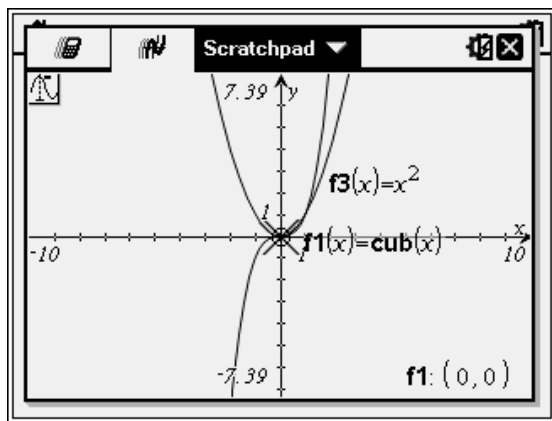 Scratchpad
7.39 y
f3(x)=x²
1
f1(x)=cub(x) x
-10 1 10
-7.39
f1: (0,0)